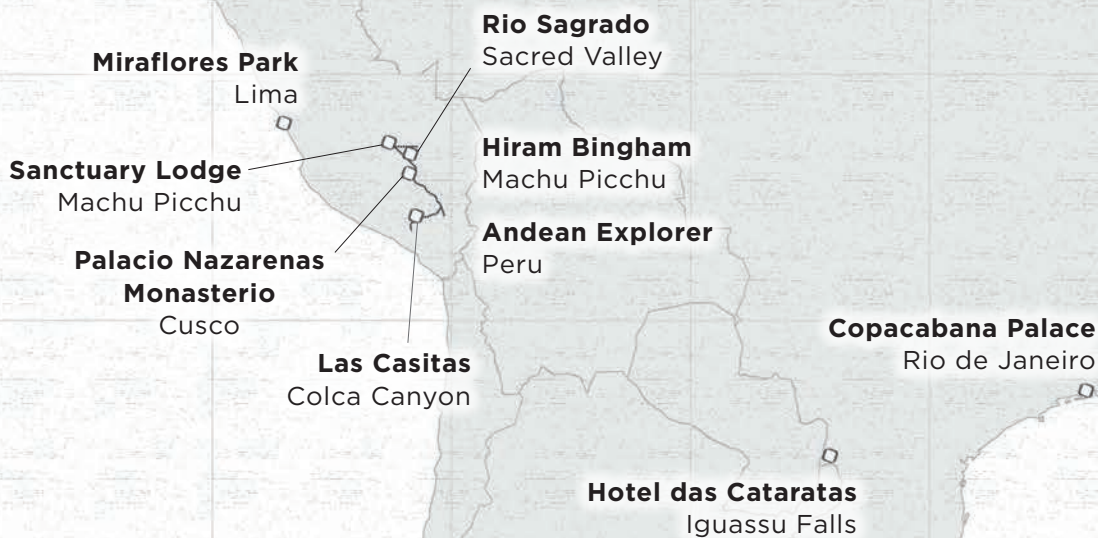 Rio Sagrado
Sacred Valley
Miraflores Park
Lima
Hiram Bingham
Machu Picchu
Sanctuary Lodge
Machu Picchu
Andean Explorer
Peru
Palacio Nazarenas
Monasterio
Cusco
Copacabana Palace
Rio de Janeiro
Las Casitas
Colca Canyon
Hotel das Cataratas
Iguassu Falls